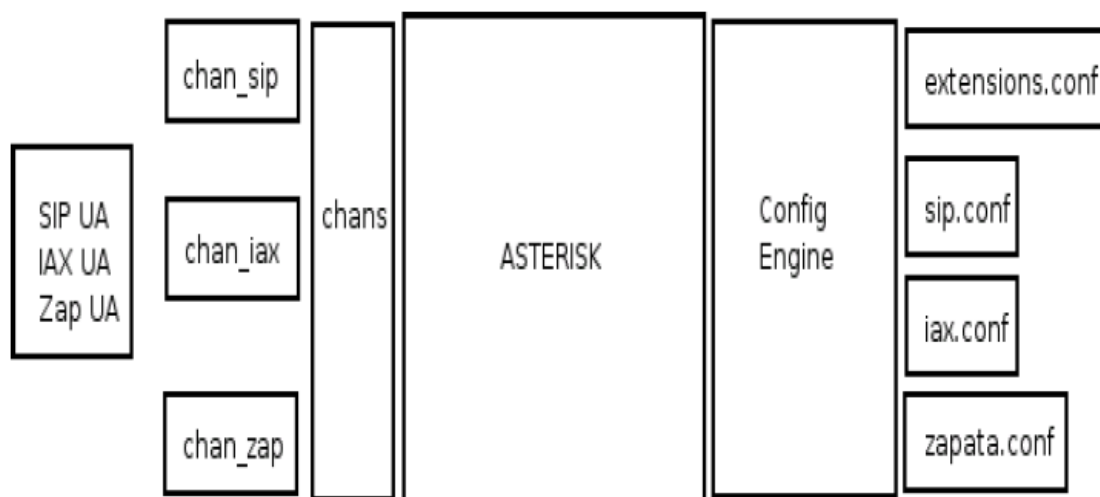 SIP UA
IAX UA
Zap UA
chan_sip
chan_iax
chan_zap
chans
ASTERISK
Config
Engine
extensions.conf
sip.conf
iax.conf
zapata.conf